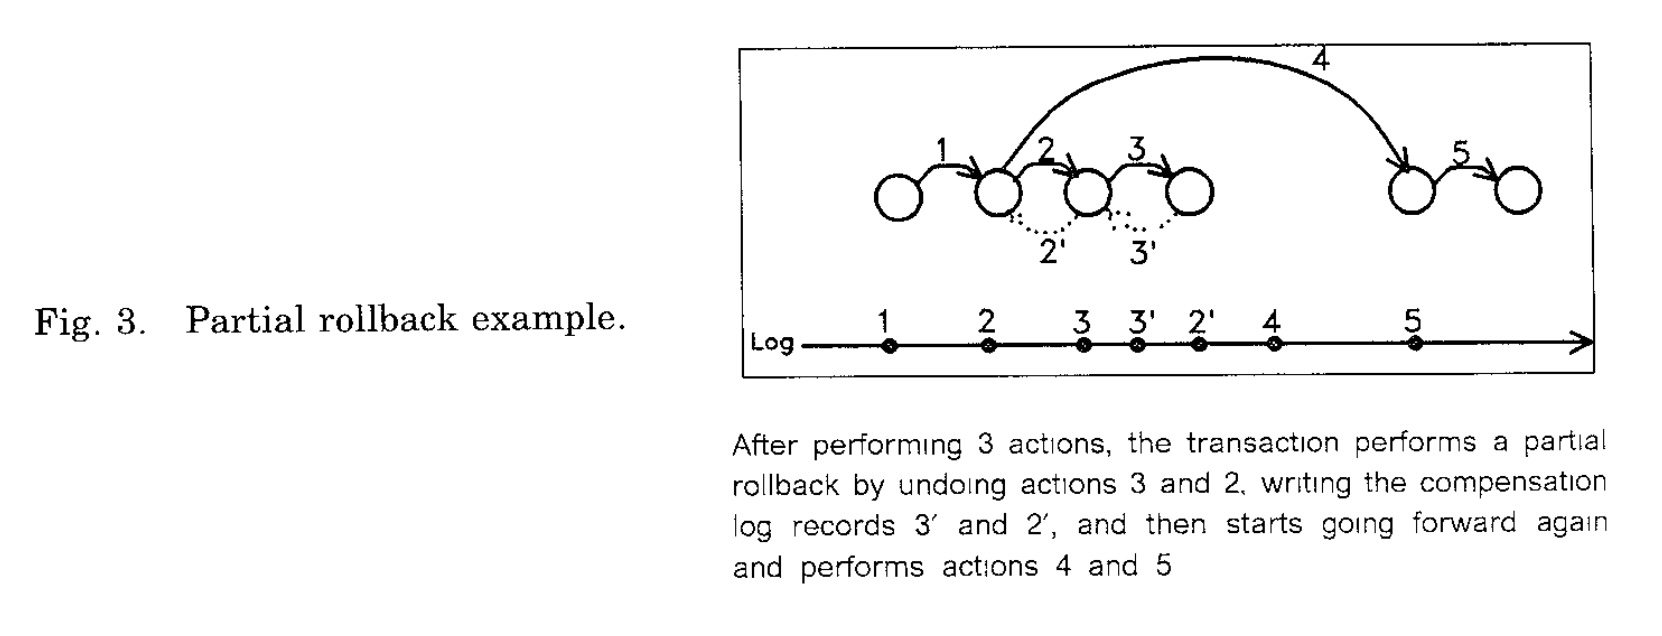 4
1 2 3 5
2' 3'
Fig. 3. Partial rollback example.
1 2 3 3' 2' 4 5
Log
After performing 3 actions, the transaction performs a partial
rollback by undoing actions 3 and 2, writing the compensation
log records 3′ and 2′, and then starts going forward again
and performs actions 4 and 5